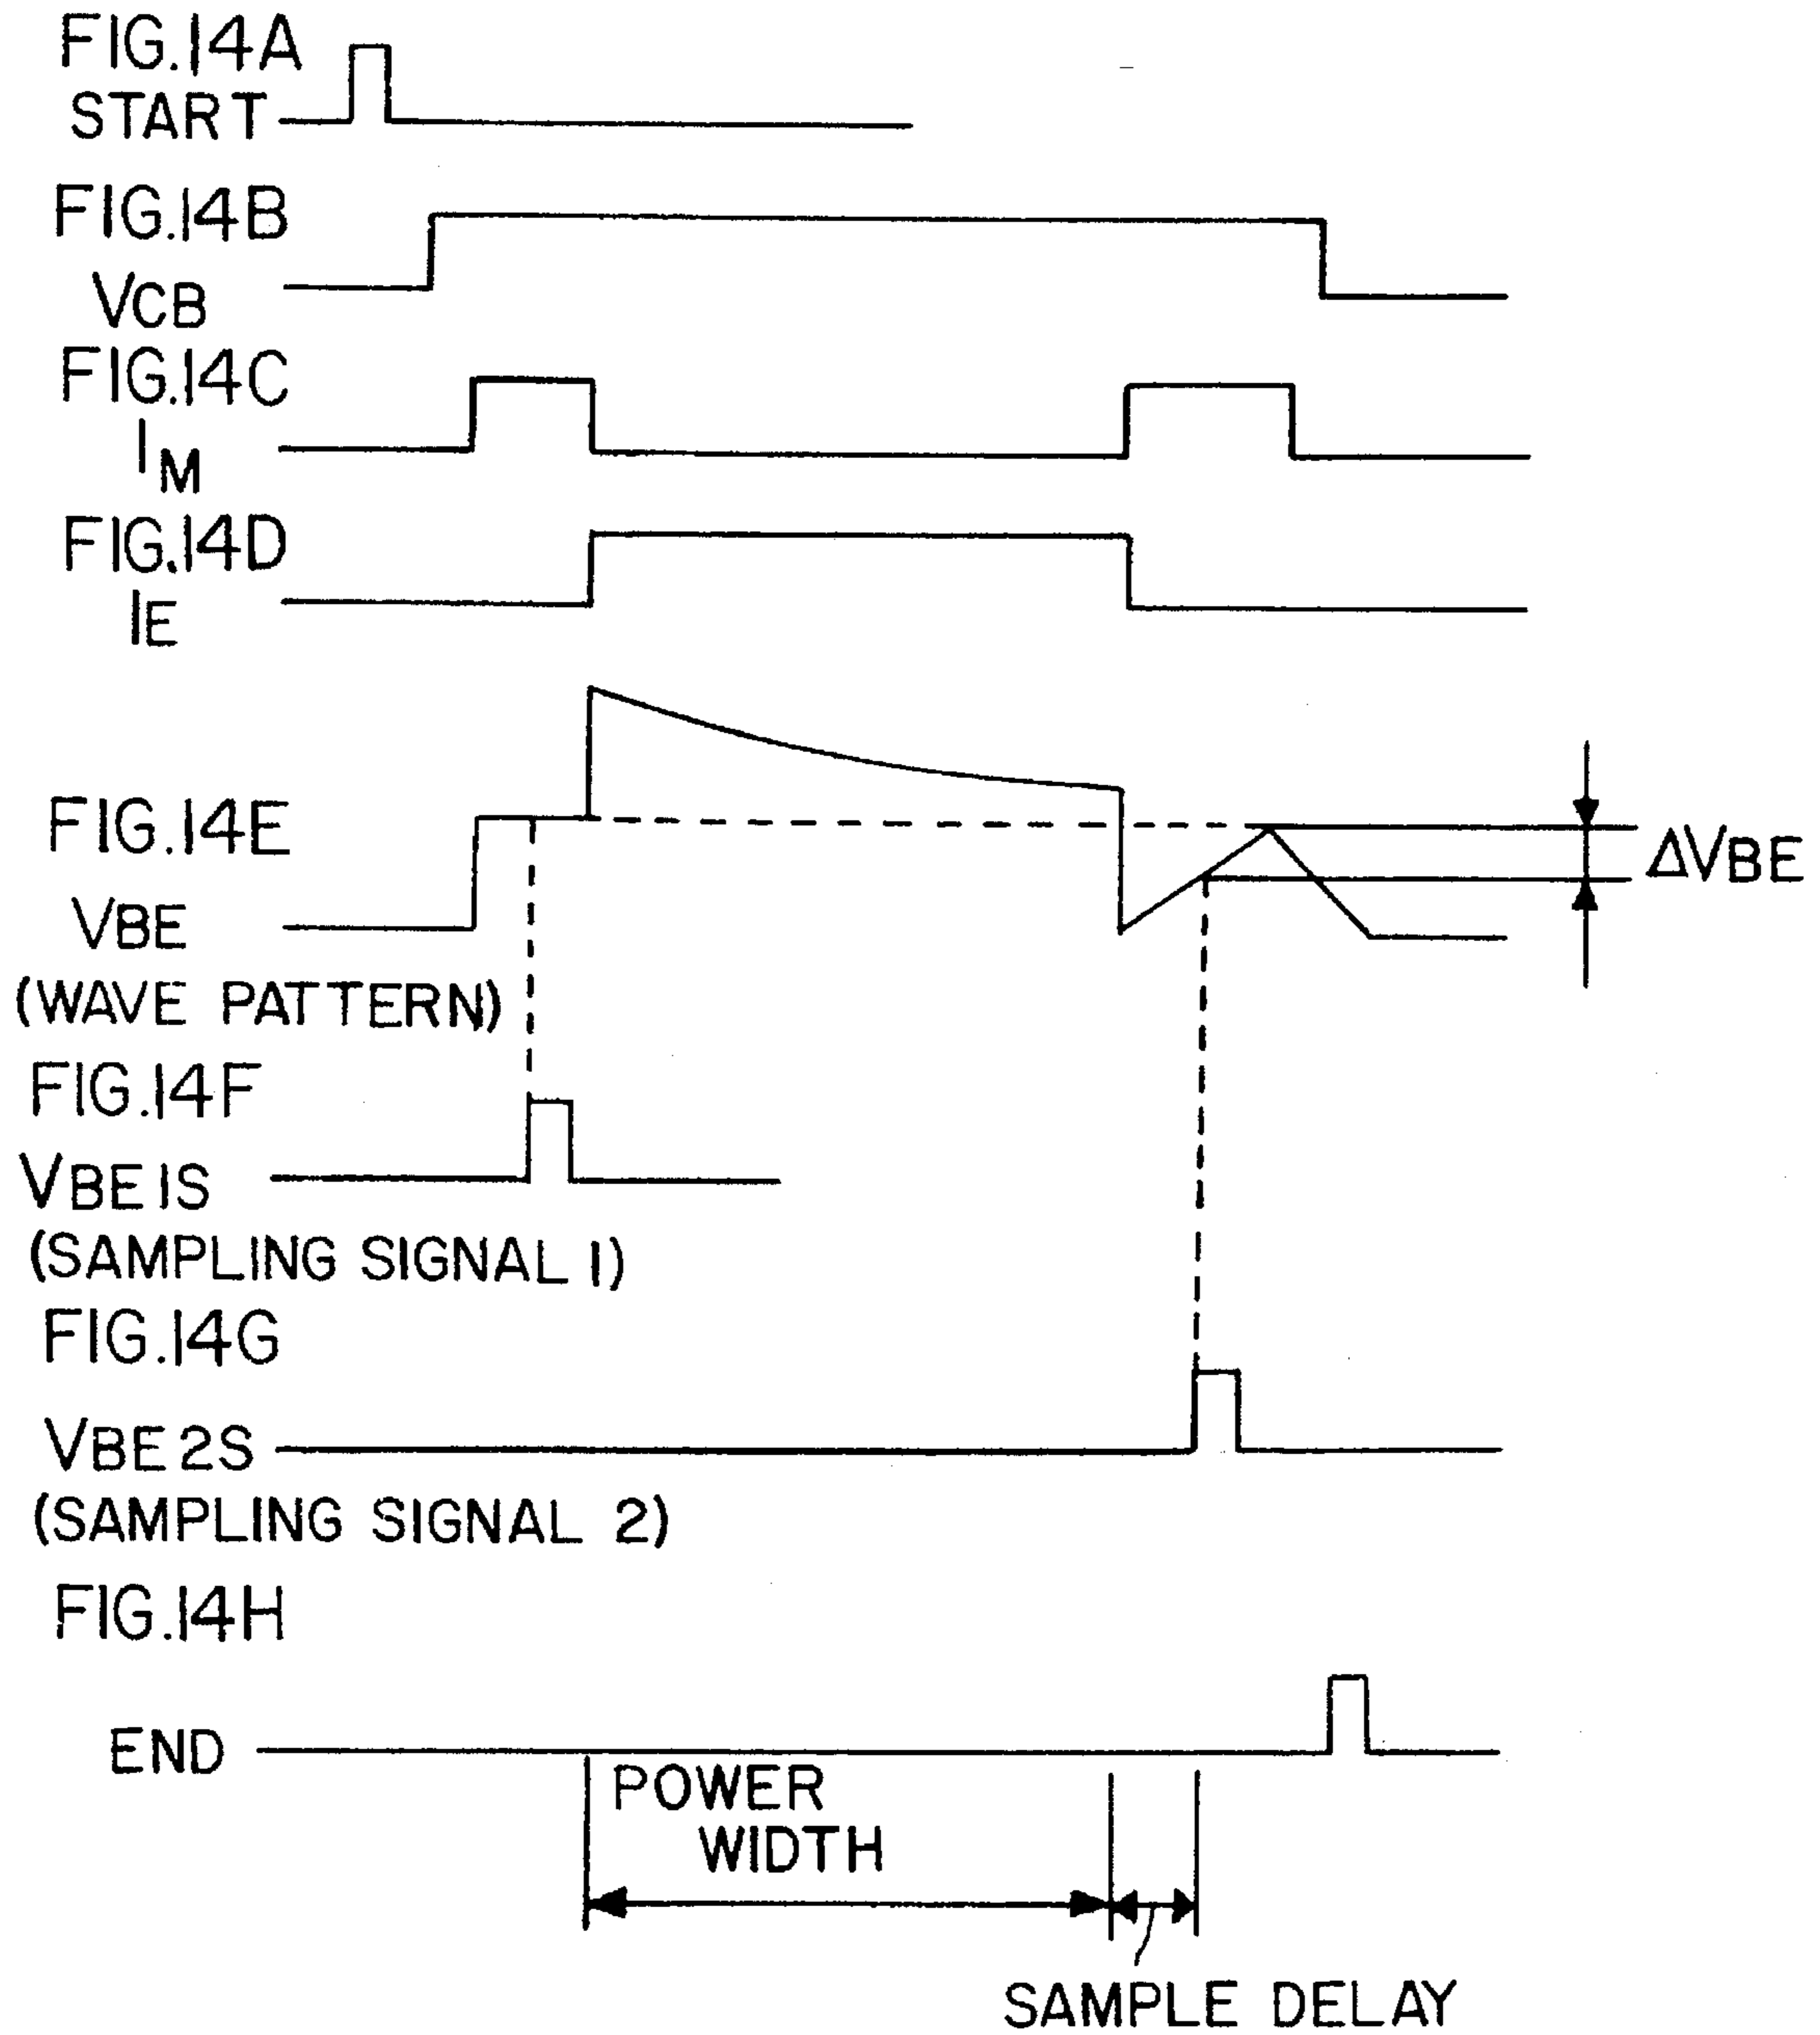 FIG.14A
START
FIG.14B
VCB
FIG.14C
IM
FIG.14D
IE
FIG.14E
ΔVBE
VBE
(WAVE PATTERN)
FIG.14F
VBE1S
(SAMPLING SIGNAL 1)
FIG.14G
VBE2S
(SAMPLING SIGNAL 2)
FIG.14H
END
POWER
WIDTH
SAMPLE DELAY